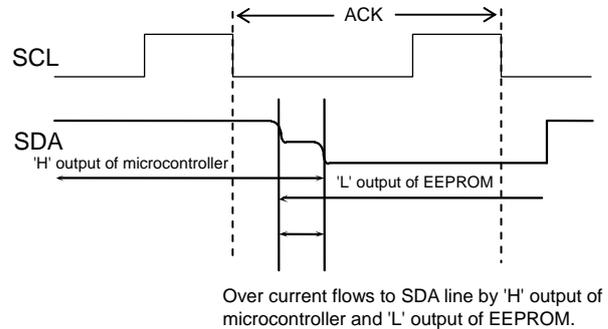 ACK
SCL
SDA
'H' output of microcontroller
'L' output of EEPROM
Over current flows to SDA line by 'H' output of
microcontroller and 'L' output of EEPROM.